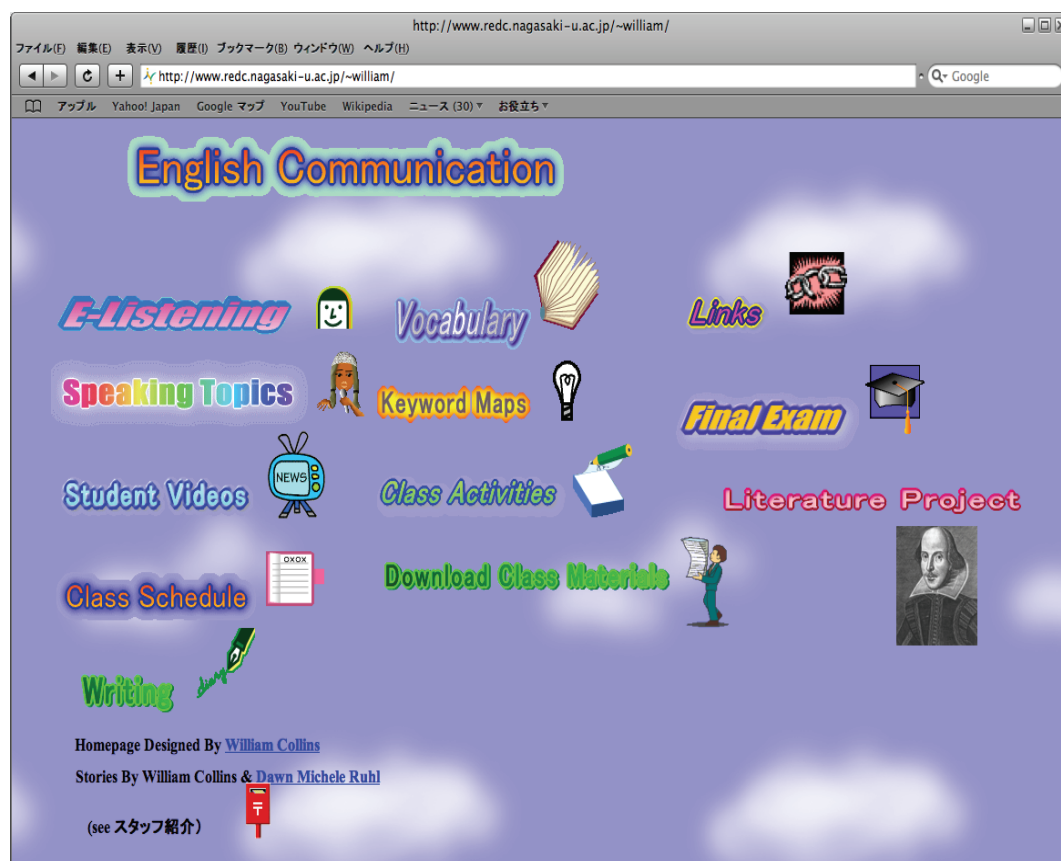 http://www.redc.nagasaki-u.ac.jp/~william/
ファイル(F) 編集(E) 表示(V) 履歴(I) ブックマーク(B) ウィンドウ(W) ヘルプ(H)
http://www.redc.nagasaki-u.ac.jp/~william/
Google
アップル Yahoo! Japan Google マップ YouTube Wikipedia ニュース (30) お役立ち
English Communication
E-Listening Vocabulary Links
Speaking Topics Keyword Maps Final Exam
NEWS
Student Videos Class Activities Literature Project
OXOX
Class Schedule Download Class Materials
diary
Writing
Homepage Designed By William Collins
Stories By William Collins & Dawn Michele Ruhl
〒
(see スタッフ紹介）